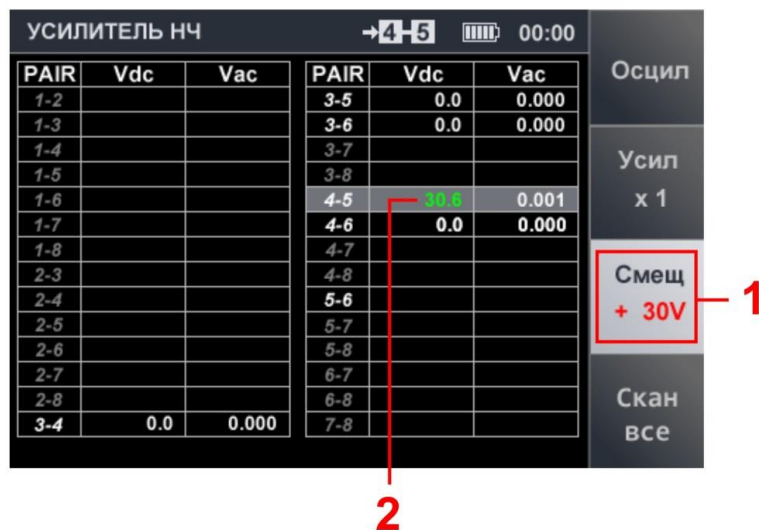 УСИЛИТЕЛЬ НЧ →4-5 00:00
PAIR Vdc Vac PAIR Vdc Vac
1-2 3-5 0.0 0.000
1-3 3-6 0.0 0.000
1-4 3-7
1-5 3-8
1-6 4-5 30.6 0.001
1-7 4-6 0.0 0.000
1-8 4-7
2-3 4-8
2-4 5-6
2-5 5-7
2-6 5-8
2-7 6-7
2-8 6-8
3-4 0.0 0.000 7-8
Осцил
Усил
x 1
Смещ
+ 30V
Скан
все
1
2